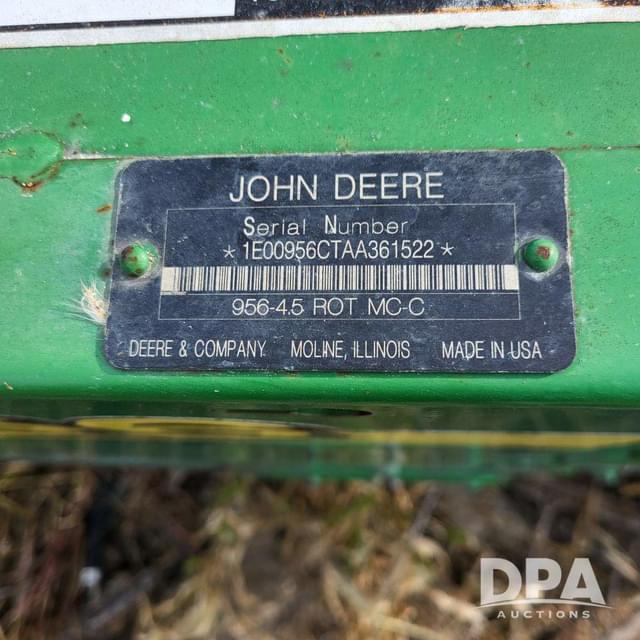 JOHN DEERE
Serial Number
*1E00956CTAA361522*
956-4.5 ROT MC-C
DEERE & COMPANY MOLINE, ILLINOIS MADE IN USA
DPA
AUCTIONS